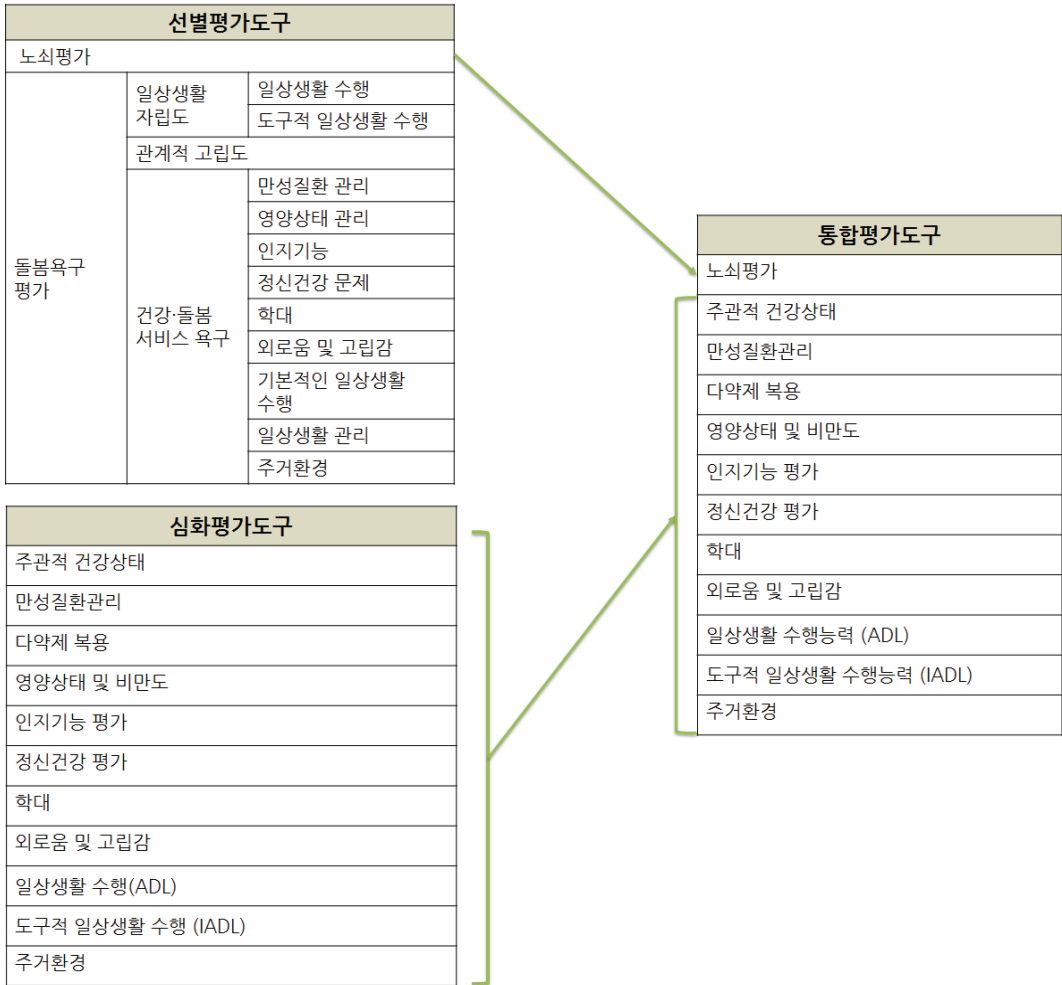 선별평가도구
노쇠평가
돌봄욕구
평가
일상생활
자립도
일상생활 수행
도구적 일상생활 수행
관계적 고립도
건강·돌봄
서비스 욕구
만성질환 관리
영양상태 관리
인지기능
정신건강 문제
학대
외로움 및 고립감
기본적인 일상생활
수행
일상생활 관리
주거환경
심화평가도구
주관적 건강상태
만성질환관리
다약제 복용
영양상태 및 비만도
인지기능 평가
정신건강 평가
학대
외로움 및 고립감
일상생활 수행(ADL)
도구적 일상생활 수행 (IADL)
주거환경
통합평가도구
노쇠평가
주관적 건강상태
만성질환관리
다약제 복용
영양상태 및 비만도
인지기능 평가
정신건강 평가
학대
외로움 및 고립감
일상생활 수행능력 (ADL)
도구적 일상생활 수행능력 (IADL)
주거환경